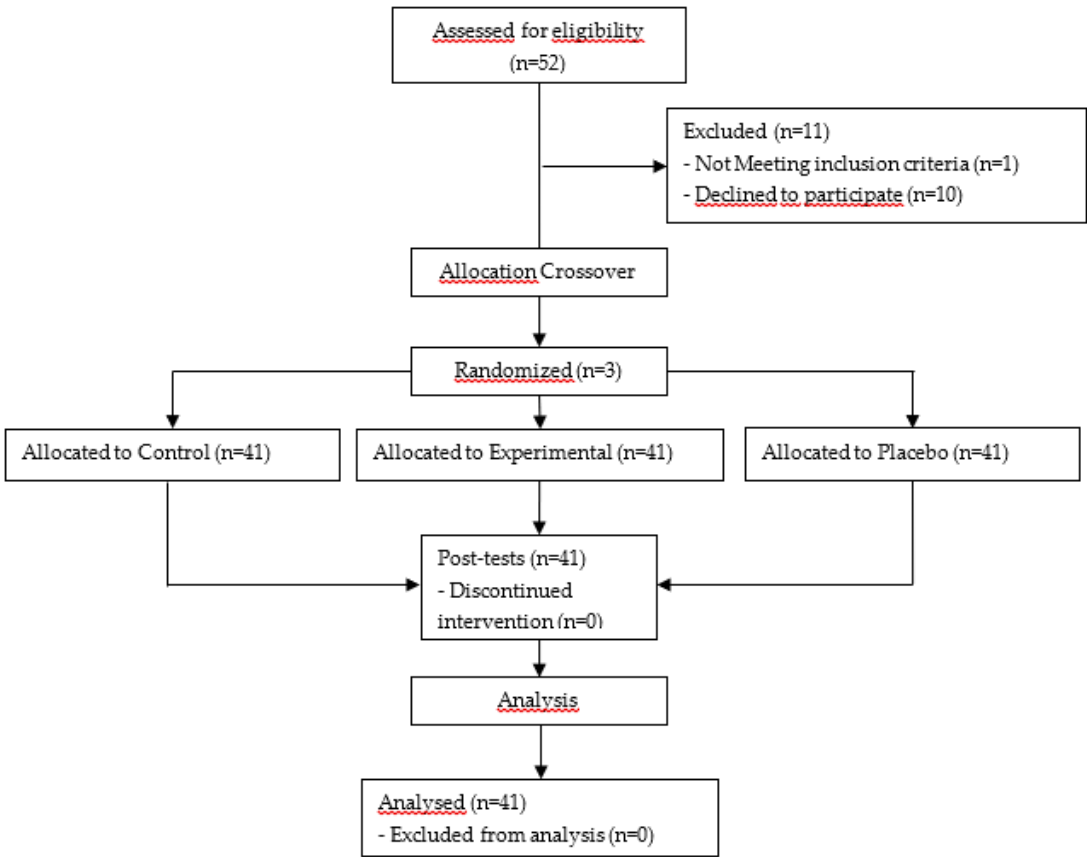 Assessed for eligibility
(n=52)
Excluded (n=11)
- Not Meeting inclusion criteria (n=1)
- Declined to participate (n=10)
Allocation Crossover
Randomized (n=3)
Allocated to Control (n=41)
Allocated to Experimental (n=41)
Allocated to Placebo (n=41)
Post-tests (n=41)
- Discontinued
intervention (n=0)
Analysis
Analysed (n=41)
- Excluded from analysis (n=0)